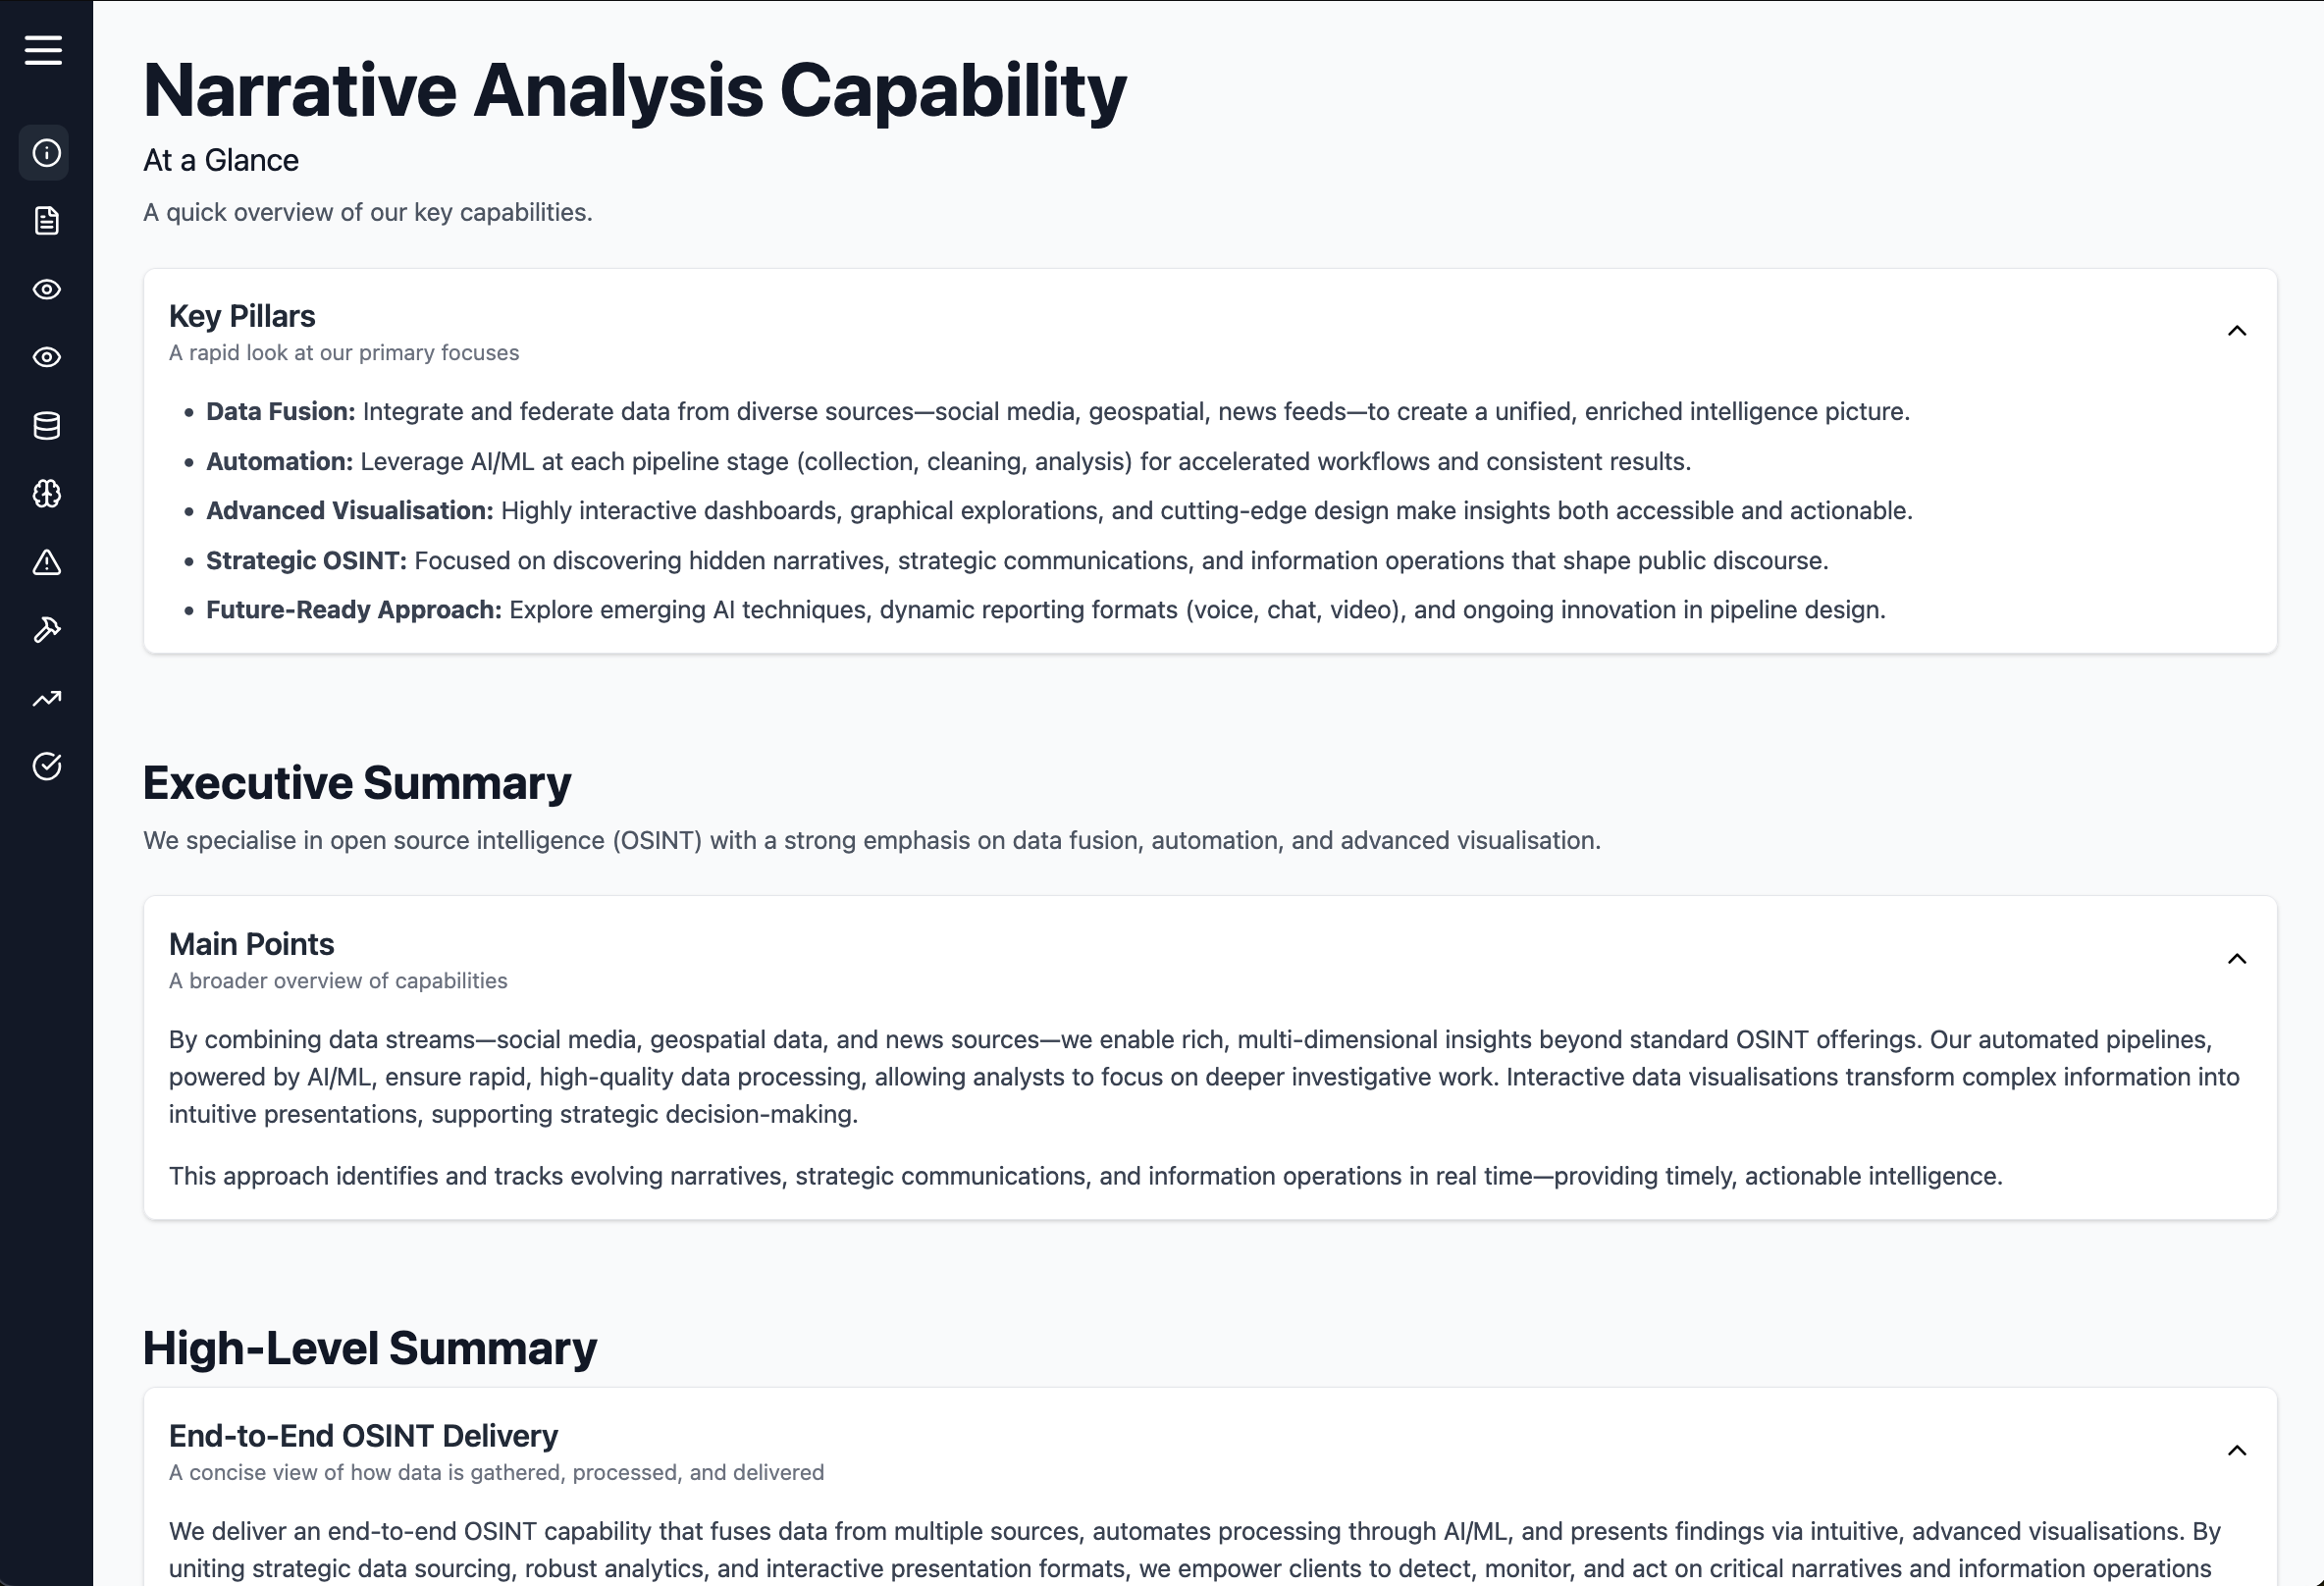 Narrative Analysis Capability
At a Glance
A quick overview of our key capabilities.
Key Pillars
A rapid look at our primary focuses
• Data Fusion: Integrate and federate data from diverse sources—social media, geospatial, news feeds—to create a unified, enriched intelligence picture.
• Automation: Leverage AI/ML at each pipeline stage (collection, cleaning, analysis) for accelerated workflows and consistent results.
• Advanced Visualisation: Highly interactive dashboards, graphical explorations, and cutting-edge design make insights both accessible and actionable.
• Strategic OSINT: Focused on discovering hidden narratives, strategic communications, and information operations that shape public discourse.
• Future-Ready Approach: Explore emerging AI techniques, dynamic reporting formats (voice, chat, video), and ongoing innovation in pipeline design.
Executive Summary
We specialise in open source intelligence (OSINT) with a strong emphasis on data fusion, automation, and advanced visualisation.
Main Points
A broader overview of capabilities
By combining data streams—social media, geospatial data, and news sources—we enable rich, multi-dimensional insights beyond standard OSINT offerings. Our automated pipelines,
powered by AI/ML, ensure rapid, high-quality data processing, allowing analysts to focus on deeper investigative work. Interactive data visualisations transform complex information into
intuitive presentations, supporting strategic decision-making.
This approach identifies and tracks evolving narratives, strategic communications, and information operations in real time—providing timely, actionable intelligence.
High-Level Summary
End-to-End OSINT Delivery
A concise view of how data is gathered, processed, and delivered
We deliver an end-to-end OSINT capability that fuses data from multiple sources, automates processing through AI/ML, and presents findings via intuitive, advanced visualisations. By
uniting strategic data sourcing, robust analytics, and interactive presentation formats, we empower clients to detect, monitor, and act on critical narratives and information operations